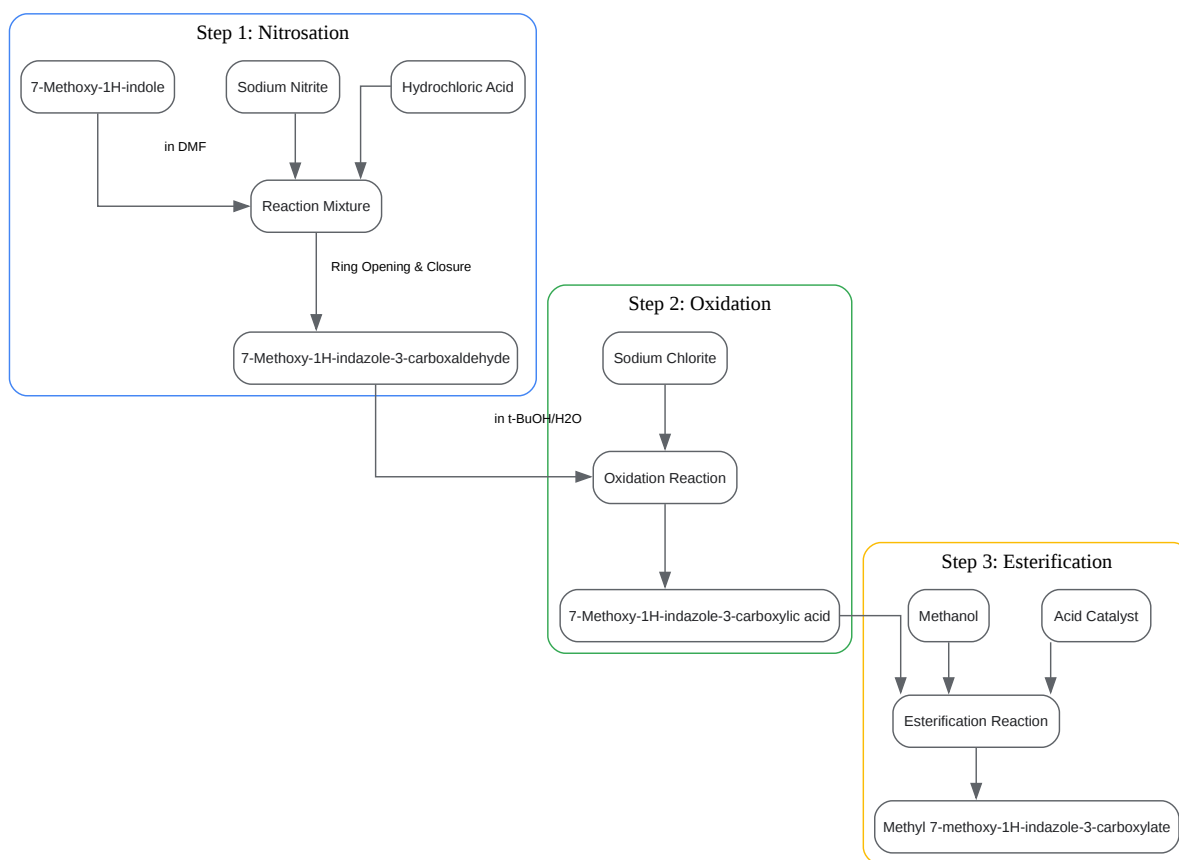 Step 1: Nitrosation
7-Methoxy-1H-indole
Sodium Nitrite
Hydrochloric Acid
in DMF
Reaction Mixture
Ring Opening & Closure
7-Methoxy-1H-indazole-3-carboxaldehyde
Step 2: Oxidation
Sodium Chlorite
in t-BuOH/H2O
Oxidation Reaction
7-Methoxy-1H-indazole-3-carboxylic acid
Step 3: Esterification
Methanol
Acid Catalyst
Esterification Reaction
Methyl 7-methoxy-1H-indazole-3-carboxylate